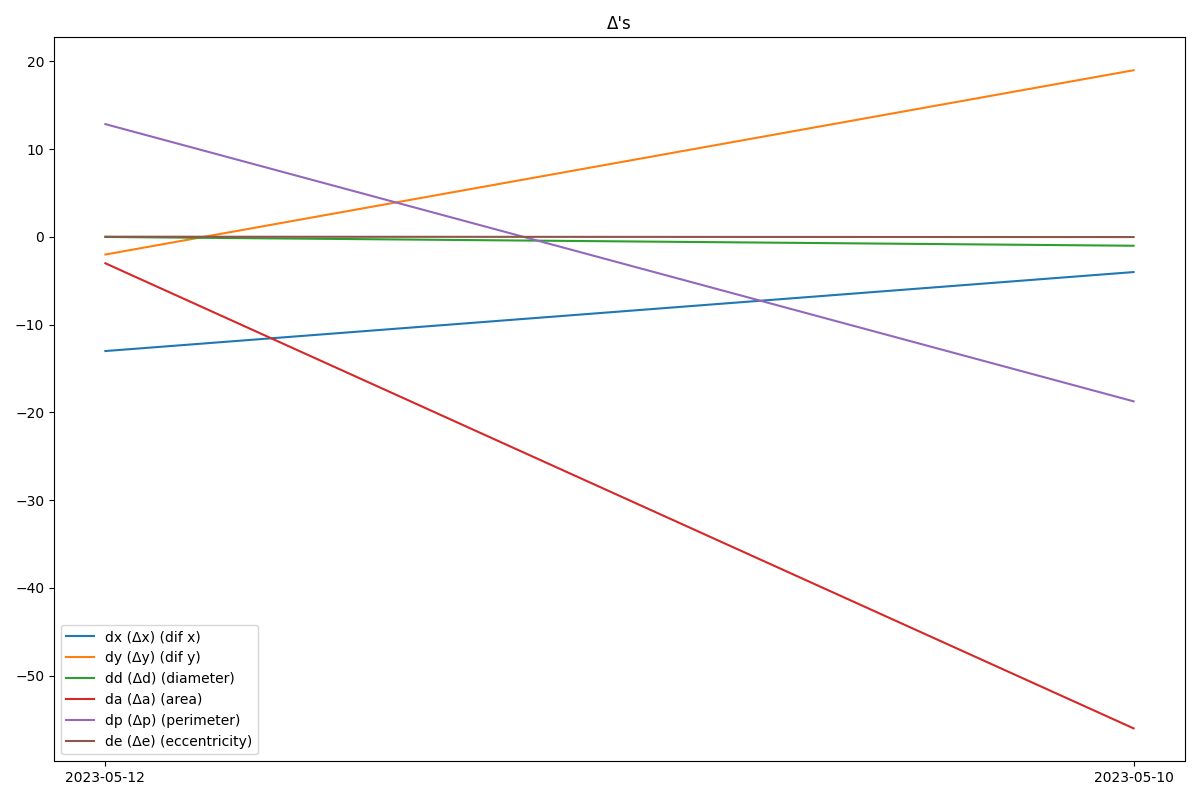 Δ's
20
10
0
−10
−20
−30
−40
−50
dx (Δx) (dif x)
dy (Δy) (dif y)
dd (Δd) (diameter)
da (Δa) (area)
dp (Δp) (perimeter)
de (Δe) (eccentricity)
2023-05-12
2023-05-10